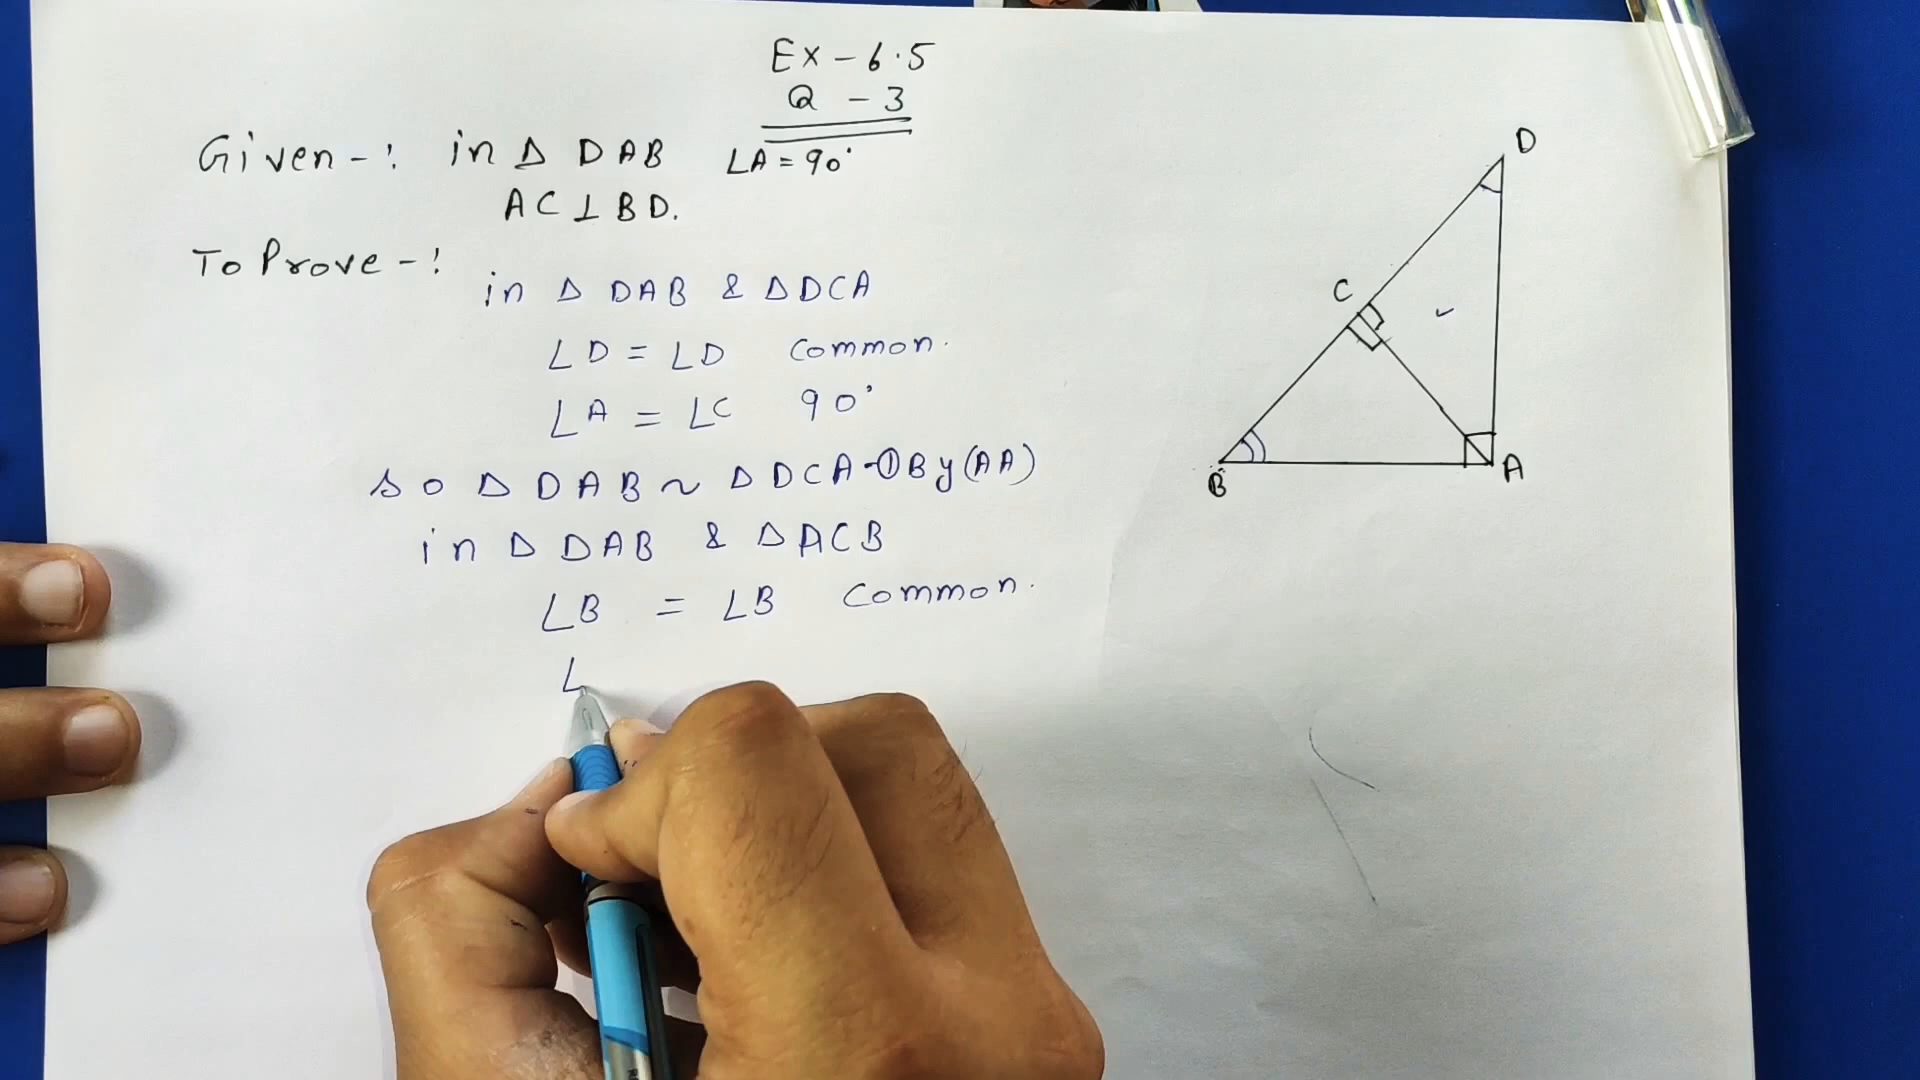 Ex - 6.5
Q - 3
Given -: in Δ DAB ∠A = 90°
AC ⊥ BD.
To Prove -:
in Δ DAB & Δ DCA
∠D = ∠D Common.
∠A = ∠C 90°
so Δ DAB ~ Δ DCA -① By (AA)
in Δ DAB & Δ ACB
∠B = ∠B Common.
∠
D
C
B
A